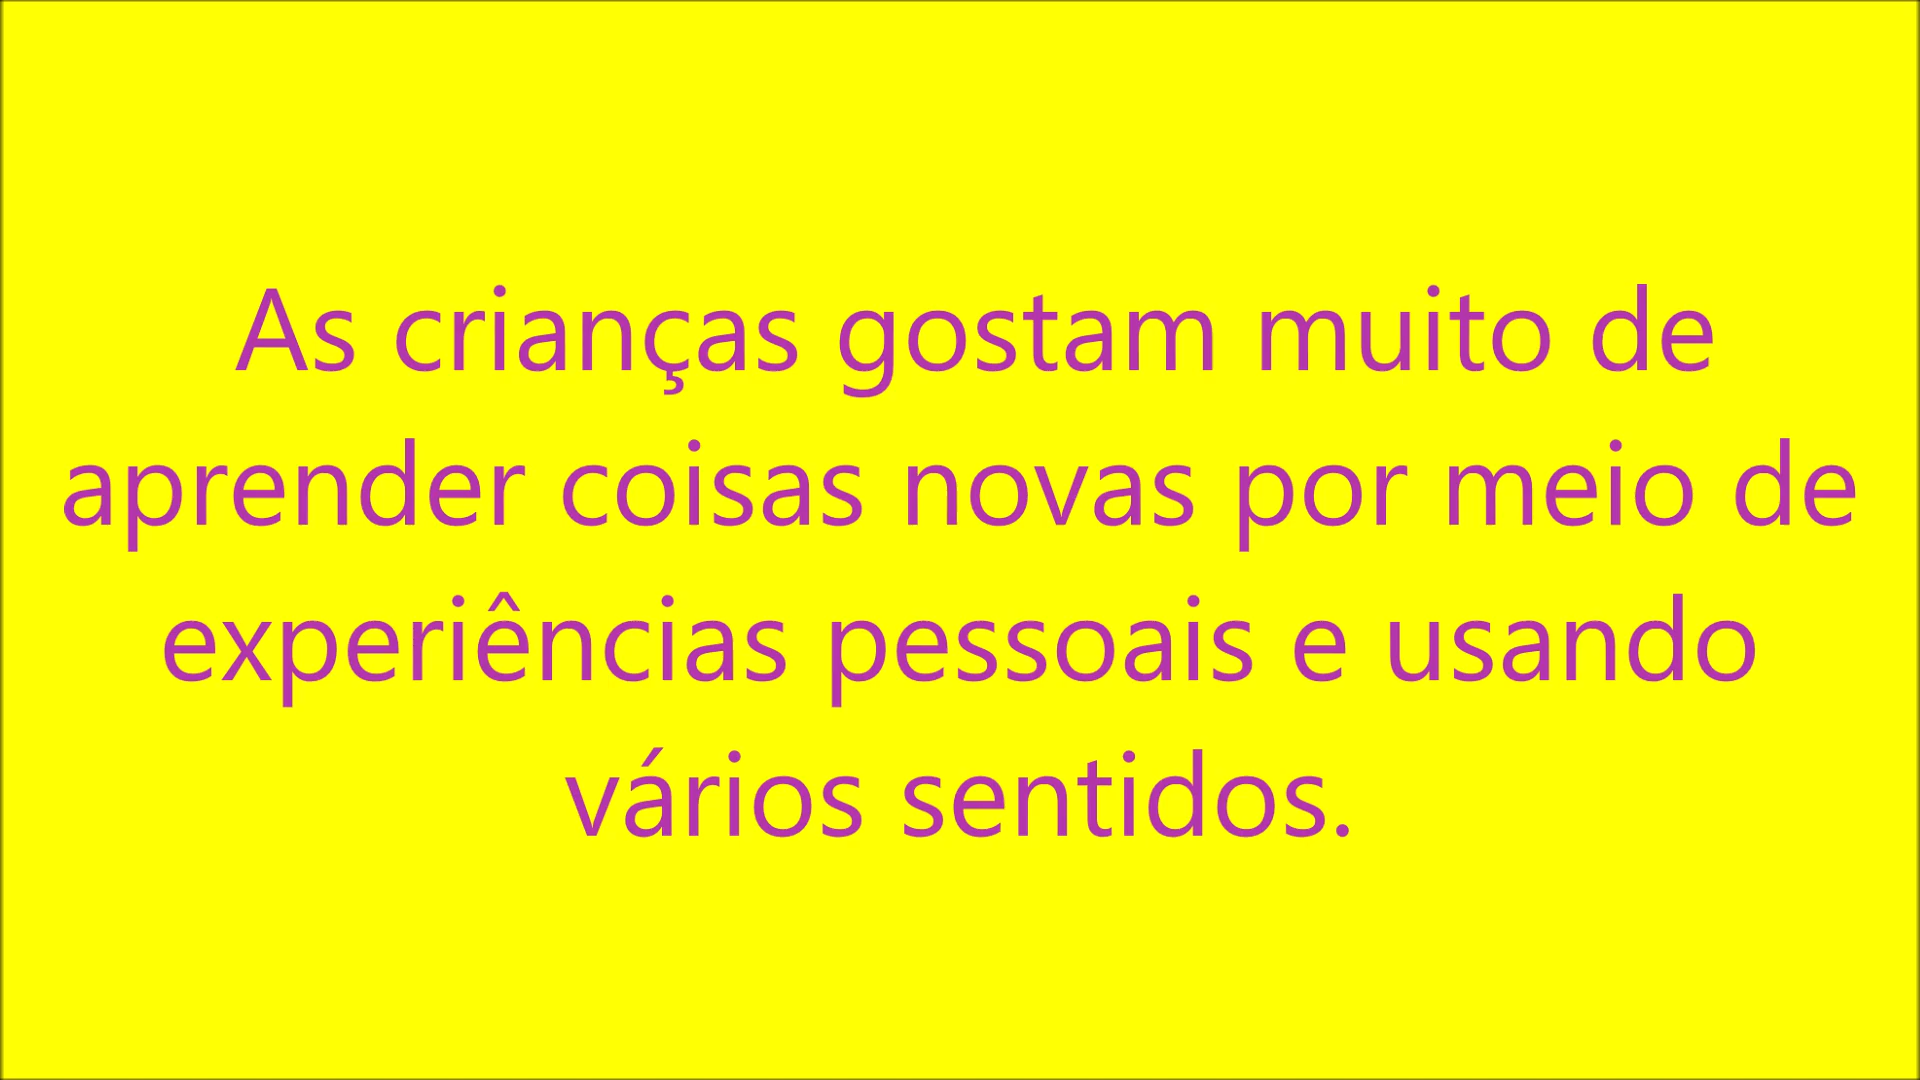 As crianças gostam muito de
aprender coisas novas por meio de
experiências pessoais e usando
vários sentidos.